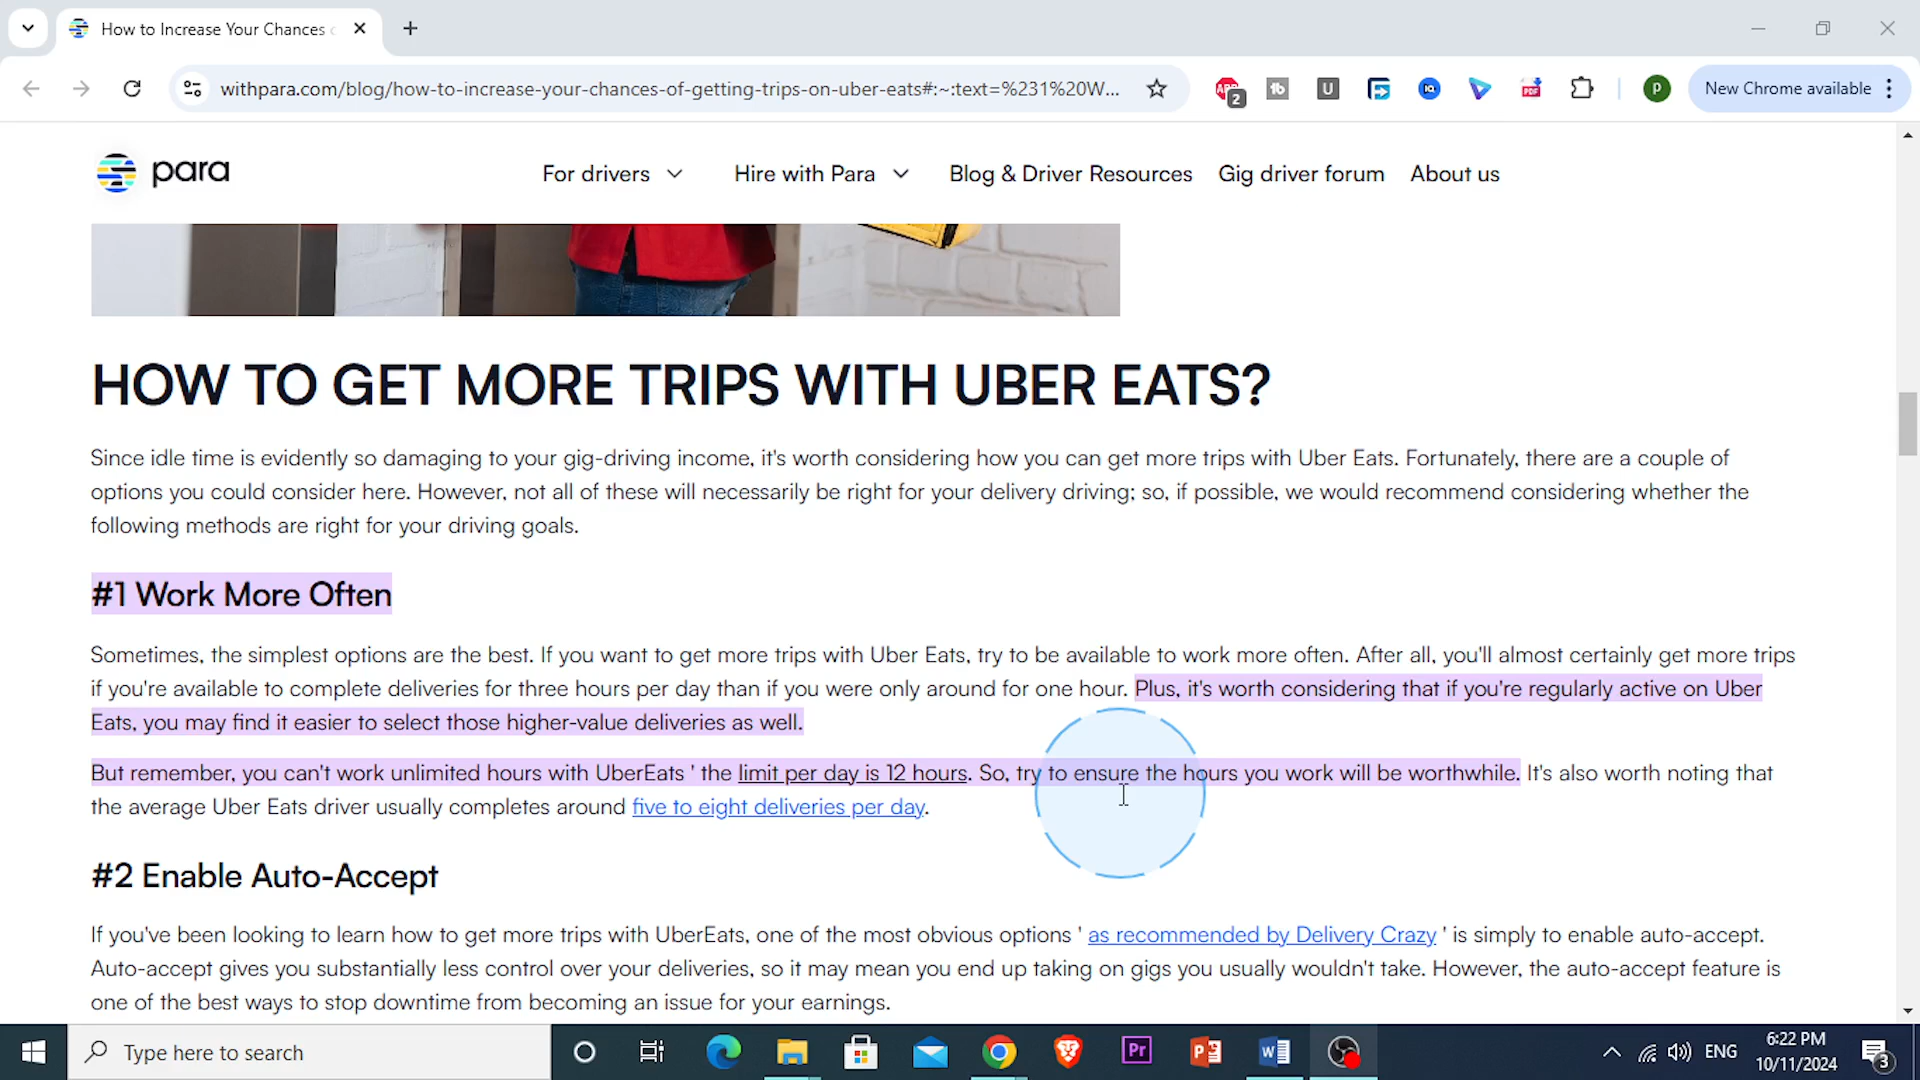 How to Increase Your Chances
withpara.com/blog/how-to-increase-your-chances-of-getting-trips-on-uber-eats#:~:text=%231%20W...
2
tb
U
PDF
P
New Chrome available
para
For drivers
Hire with Para
Blog & Driver Resources
Gig driver forum
About us
HOW TO GET MORE TRIPS WITH UBER EATS?
Since idle time is evidently so damaging to your gig-driving income, it's worth considering how you can get more trips with Uber Eats. Fortunately, there are a couple of
options you could consider here. However, not all of these will necessarily be right for your delivery driving; so, if possible, we would recommend considering whether the
following methods are right for your driving goals.
#1 Work More Often
Sometimes, the simplest options are the best. If you want to get more trips with Uber Eats, try to be available to work more often. After all, you'll almost certainly get more trips
if you're available to complete deliveries for three hours per day than if you were only around for one hour. Plus, it's worth considering that if you're regularly active on Uber
Eats, you may find it easier to select those higher-value deliveries as well.
But remember, you can't work unlimited hours with UberEats ' the limit per day is 12 hours. So, try to ensure the hours you work will be worthwhile. It's also worth noting that
the average Uber Eats driver usually completes around five to eight deliveries per day.
#2 Enable Auto-Accept
If you've been looking to learn how to get more trips with UberEats, one of the most obvious options ' as recommended by Delivery Crazy ' is simply to enable auto-accept.
Auto-accept gives you substantially less control over your deliveries, so it may mean you end up taking on gigs you usually wouldn't take. However, the auto-accept feature is
one of the best ways to stop downtime from becoming an issue for your earnings.
Type here to search
Pr
P
W
ENG
6:22 PM
10/11/2024
3